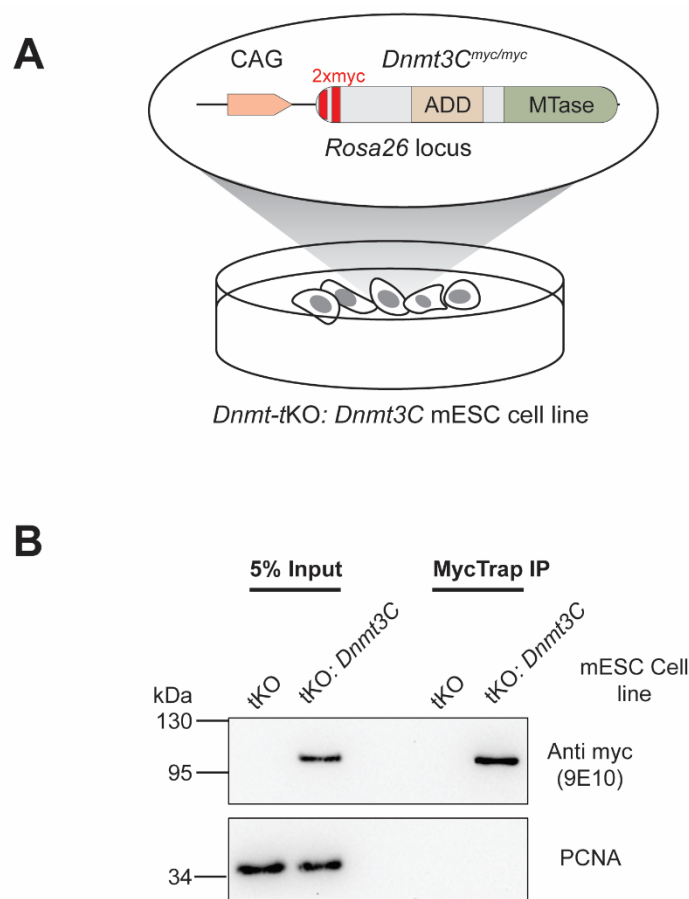 A
CAG
Dnmt3C^myc/myc
2xmyc
ADD
MTase
Rosa26 locus
Dnmt-tKO: Dnmt3C mESC cell line
B
5% Input
MycTrap IP
tKO
tKO: Dnmt3C
tKO
tKO: Dnmt3C
mESC Cell
line
kDa
130
95
Anti myc
(9E10)
34
PCNA